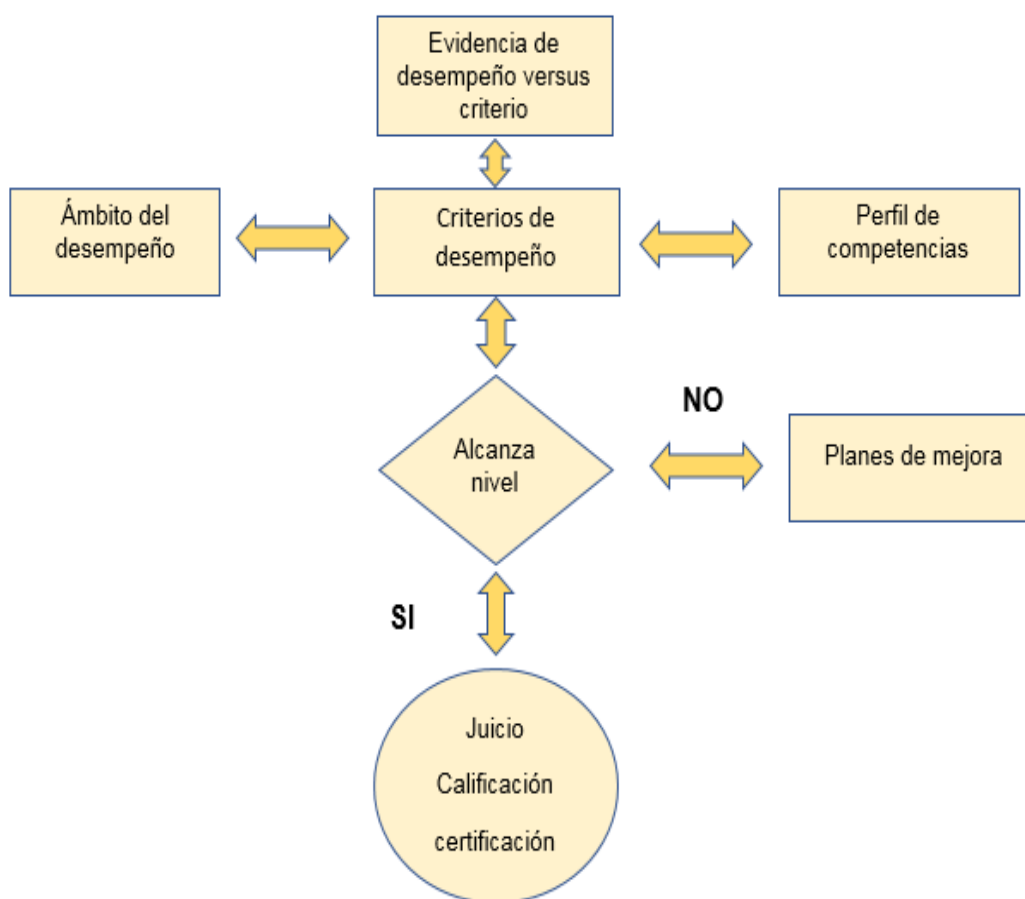 Evidencia de
desempeño versus
criterio
Ámbito del
desempeño
Criterios de
desempeño
Perfil de
competencias
Alcanza
nivel
NO
Planes de mejora
SI
Juicio
Calificación
certificación